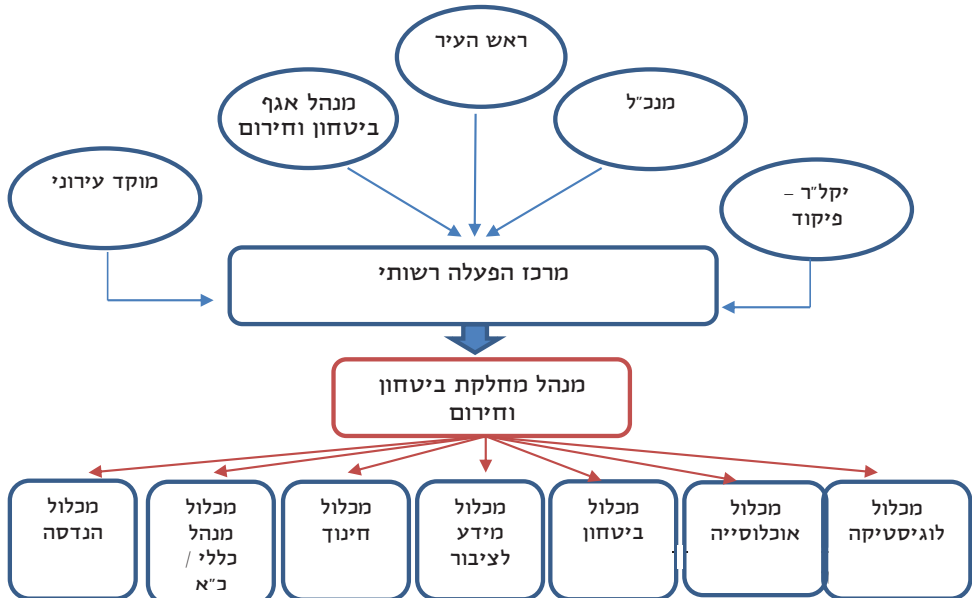 ראש העיר
מנכ"ל
מנהל אגף
ביטחון וחירום
יקל"ר –
פיקוד
מוקד עירוני
מרכז הפעלה רשותי
מנהל מחלקת ביטחון
וחירום
מכלול
לוגיסטיקה
מכלול
אוכלוסייה
מכלול
ביטחון
מכלול
מידע
לציבור
מכלול
חינוך
מכלול
מנהל
כללי /
כ"א
מכלול
הנדסה